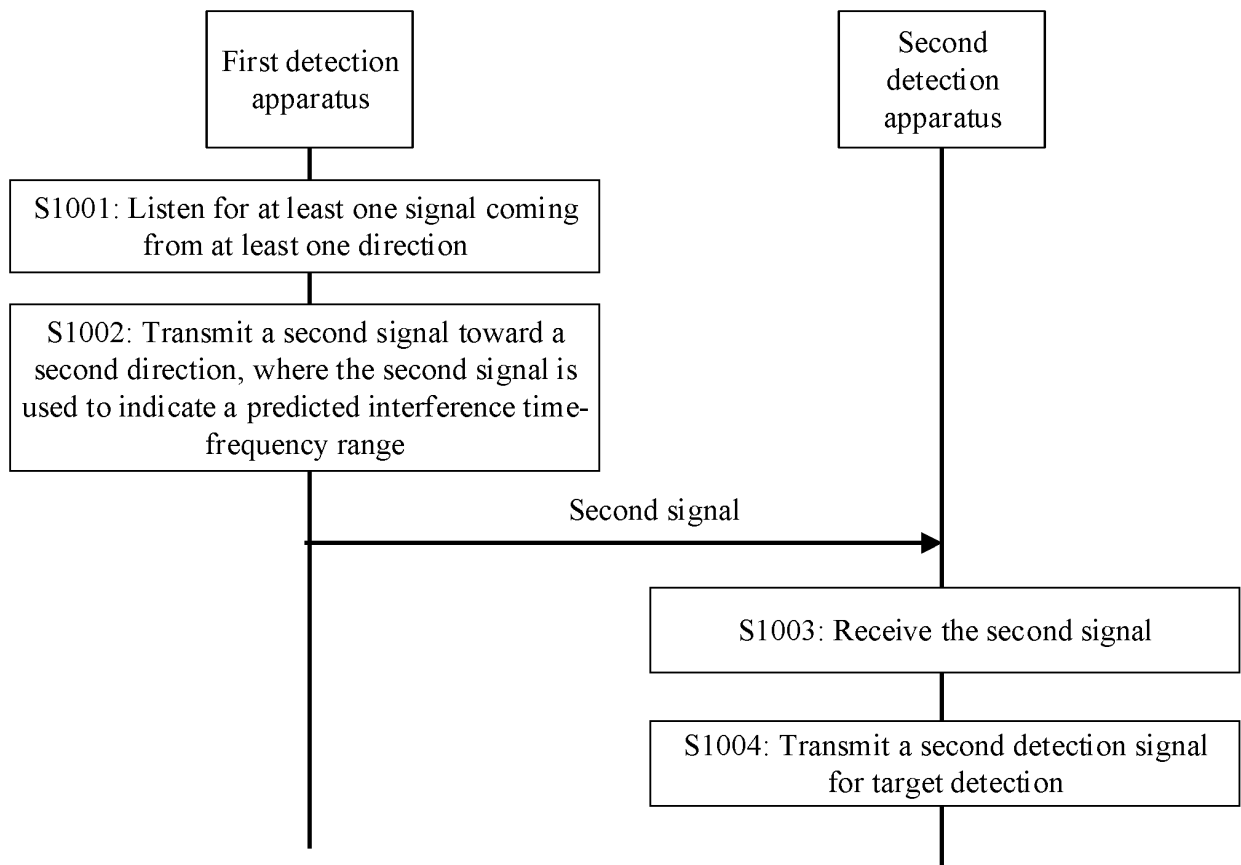 First detection
apparatus
Second
detection
apparatus
S1001: Listen for at least one signal coming
from at least one direction
S1002: Transmit a second signal toward a
second direction, where the second signal is
used to indicate a predicted interference time-
frequency range
Second signal
S1003: Receive the second signal
S1004: Transmit a second detection signal
for target detection